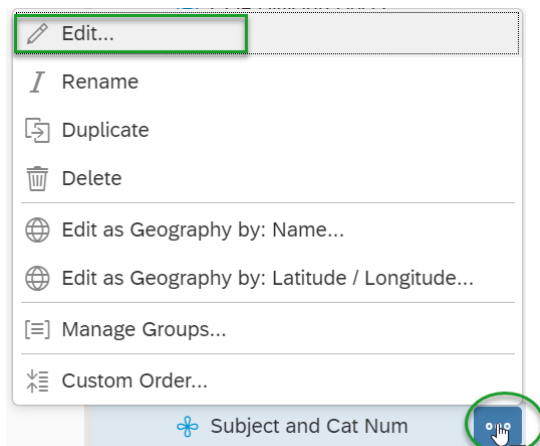 Edit...
Rename
Duplicate
Delete
Edit as Geography by: Name...
Edit as Geography by: Latitude / Longitude...
Manage Groups...
Custom Order...
Subject and Cat Num